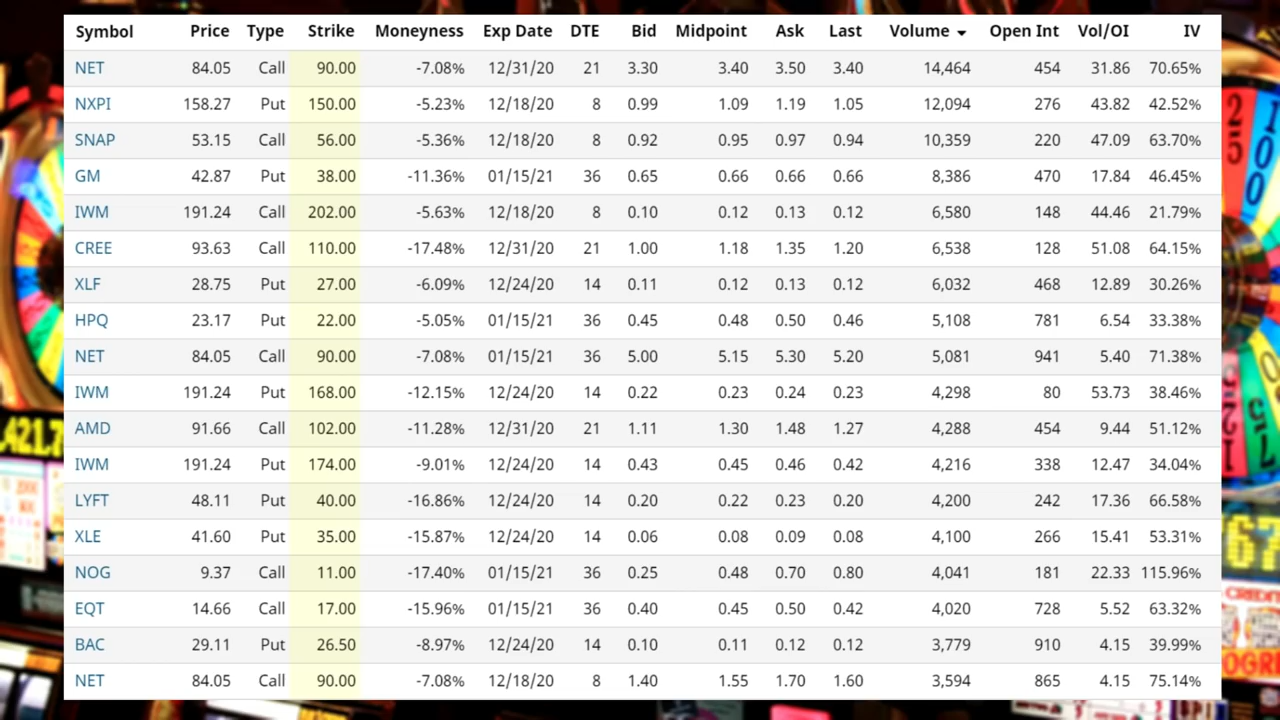 Symbol Price Type Strike Moneyness Exp Date DTE Bid Midpoint Ask Last Volume Open Int Vol/OI IV
NET 84.05 Call 90.00 -7.08% 12/31/20 21 3.30 3.40 3.50 3.40 14,464 454 31.86 70.65%
NXPI 158.27 Put 150.00 -5.23% 12/18/20 8 0.99 1.09 1.19 1.05 12,094 276 43.82 42.52%
SNAP 53.15 Call 56.00 -5.36% 12/18/20 8 0.92 0.95 0.97 0.94 10,359 220 47.09 63.70%
GM 42.87 Put 38.00 -11.36% 01/15/21 36 0.65 0.66 0.66 0.66 8,386 470 17.84 46.45%
IWM 191.24 Call 202.00 -5.63% 12/18/20 8 0.10 0.12 0.13 0.12 6,580 148 44.46 21.79%
CREE 93.63 Call 110.00 -17.48% 12/31/20 21 1.00 1.18 1.35 1.20 6,538 128 51.08 64.15%
XLF 28.75 Put 27.00 -6.09% 12/24/20 14 0.11 0.12 0.13 0.12 6,032 468 12.89 30.26%
HPQ 23.17 Put 22.00 -5.05% 01/15/21 36 0.45 0.48 0.50 0.46 5,108 781 6.54 33.38%
NET 84.05 Call 90.00 -7.08% 01/15/21 36 5.00 5.15 5.30 5.20 5,081 941 5.40 71.38%
IWM 191.24 Put 168.00 -12.15% 12/24/20 14 0.22 0.23 0.24 0.23 4,298 80 53.73 38.46%
AMD 91.66 Call 102.00 -11.28% 12/31/20 21 1.11 1.30 1.48 1.27 4,288 454 9.44 51.12%
IWM 191.24 Put 174.00 -9.01% 12/24/20 14 0.43 0.45 0.46 0.42 4,216 338 12.47 34.04%
LYFT 48.11 Put 40.00 -16.86% 12/24/20 14 0.20 0.22 0.23 0.20 4,200 242 17.36 66.58%
XLE 41.60 Put 35.00 -15.87% 12/24/20 14 0.06 0.08 0.09 0.08 4,100 266 15.41 53.31%
NOG 9.37 Call 11.00 -17.40% 01/15/21 36 0.25 0.48 0.70 0.80 4,041 181 22.33 115.96%
EQT 14.66 Call 17.00 -15.96% 01/15/21 36 0.40 0.45 0.50 0.42 4,020 728 5.52 63.32%
BAC 29.11 Put 26.50 -8.97% 12/24/20 14 0.10 0.11 0.12 0.12 3,779 910 4.15 39.99%
NET 84.05 Call 90.00 -7.08% 12/18/20 8 1.40 1.55 1.70 1.60 3,594 865 4.15 75.14%